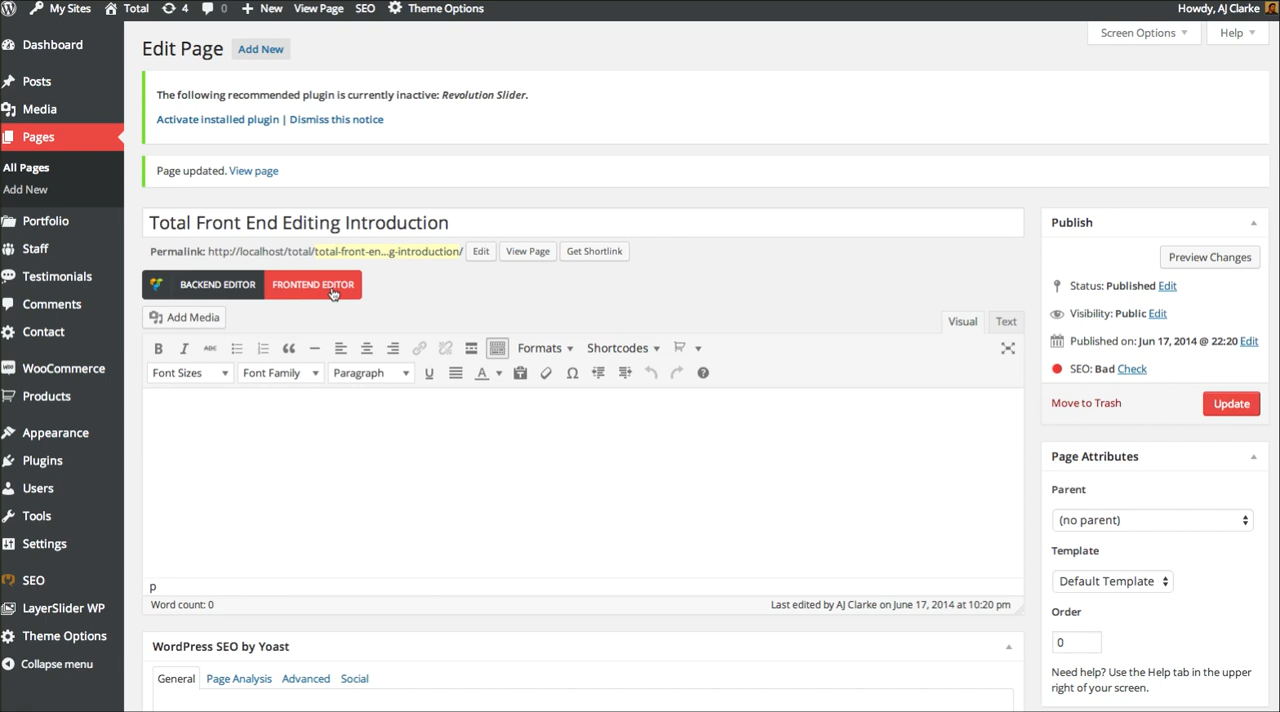 My Sites Total 4 0 New View Page SEO Theme Options Howdy, AJ Clarke
Dashboard
Posts
Media
Pages
All Pages
Add New
Portfolio
Staff
Testimonials
Comments
Contact
WooCommerce
Products
Appearance
Plugins
Users
Tools
Settings
SEO
LayerSlider WP
Theme Options
Collapse menu
Screen Options Help
Edit Page Add New
The following recommended plugin is currently inactive: Revolution Slider.
Activate installed plugin | Dismiss this notice
Page updated. View page
Total Front End Editing Introduction
Permalink: http://localhost/total/total-front-en...g-introduction/ Edit View Page Get Shortlink
BACKEND EDITOR FRONTEND EDITOR
Add Media
Visual Text
B I ABC Formats Shortcodes
Font Sizes Font Family Paragraph U A
p
Word count: 0 Last edited by AJ Clarke on June 17, 2014 at 10:20 pm
WordPress SEO by Yoast
General Page Analysis Advanced Social
Publish
Preview Changes
Status: Published Edit
Visibility: Public Edit
Published on: Jun 17, 2014 @ 22:20 Edit
SEO: Bad Check
Move to Trash Update
Page Attributes
Parent
(no parent)
Template
Default Template
Order
0
Need help? Use the Help tab in the upper
right of your screen.